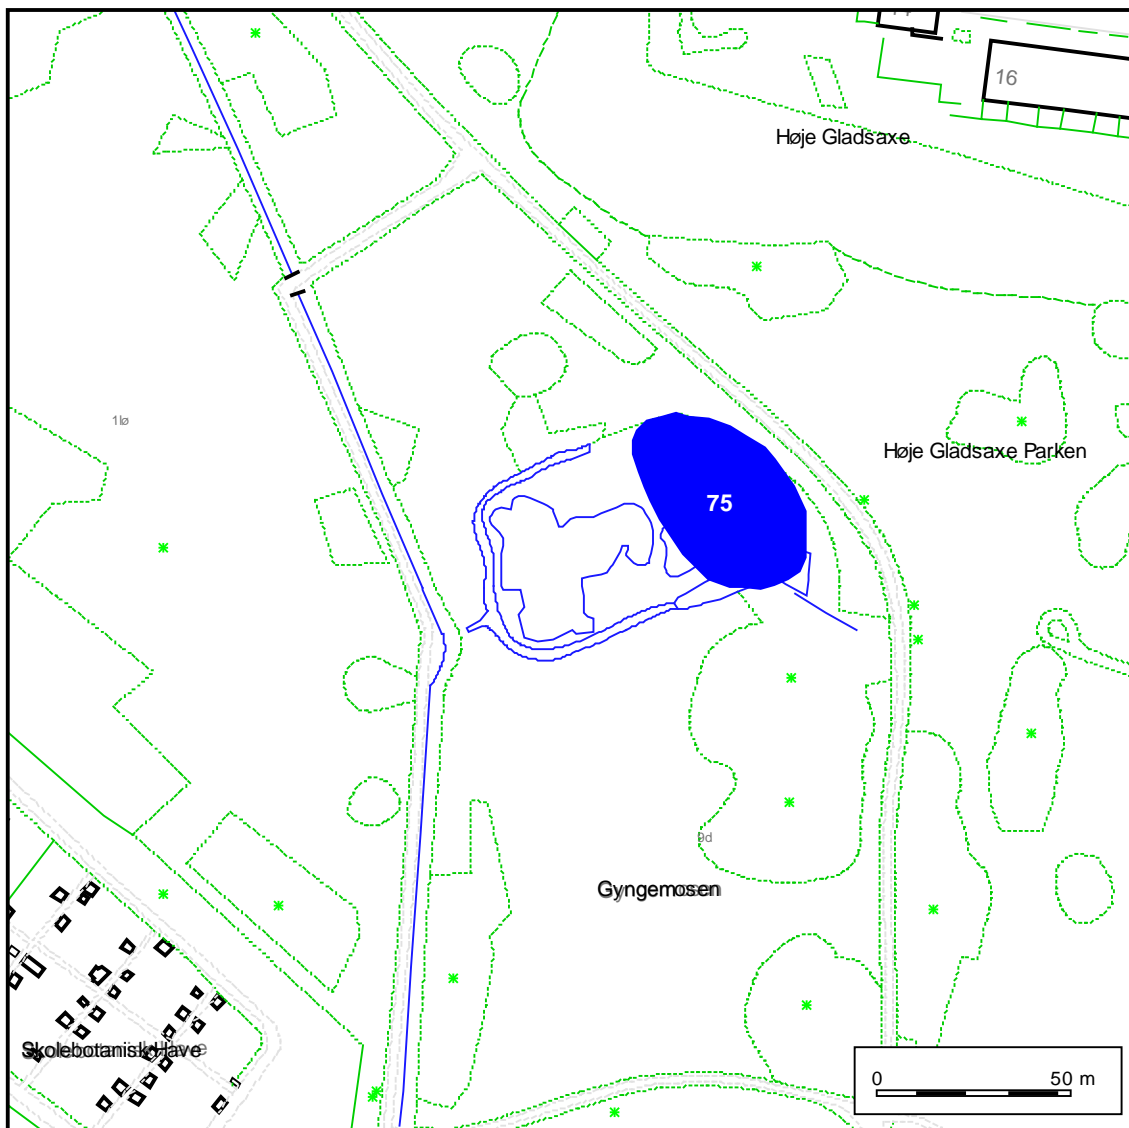 16
Høje Gladsaxe
1lø
Høje Gladsaxe Parken
75
9d
Gyngemosen
Skolebotanisk Have
0 50 m